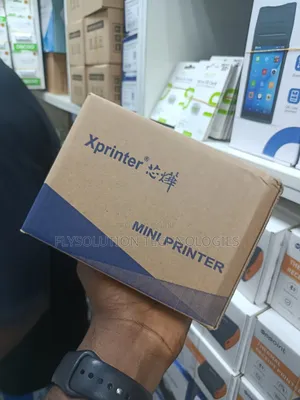 Xprinter® 芯烨
MINI PRINTER
FLYSOLUTION TECHNOLOGIES